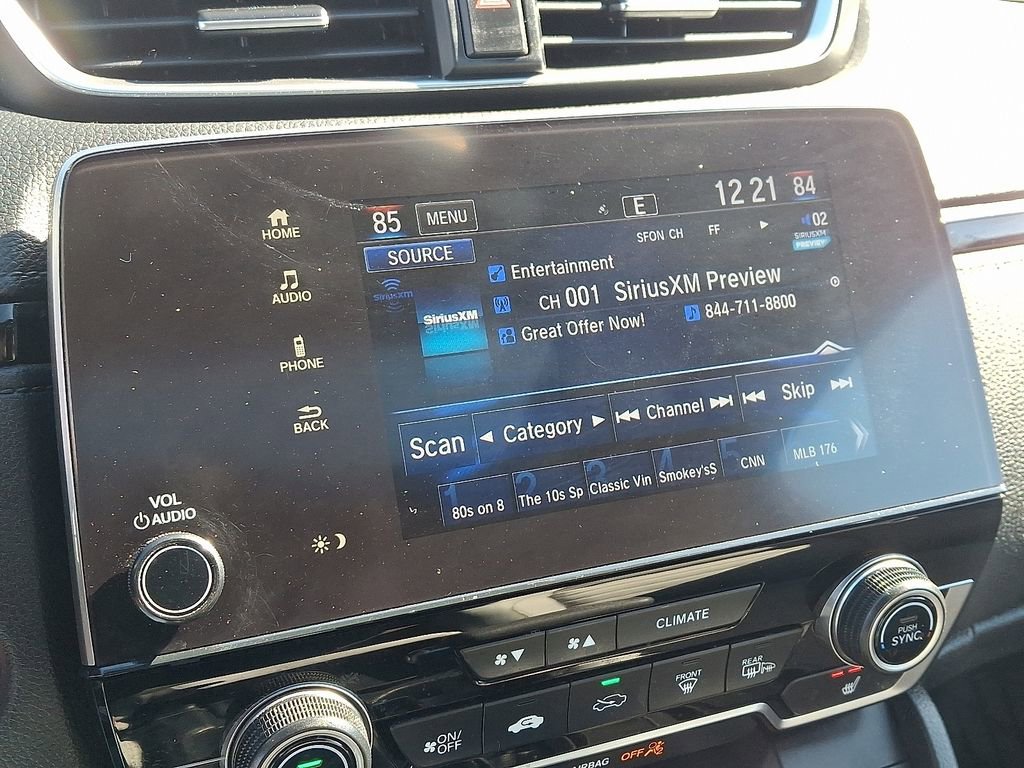 HOME
AUDIO
PHONE
BACK
VOL
AUDIO
85 MENU E 12 21 84
SOURCE SFON CH FF 02
SIRIUSXM
PREVIEW
SiriusXM
SiriusXM
Entertainment
CH 001 SiriusXM Preview
Great Offer Now! 844-711-8800
Scan Category Channel Skip
1 80s on 8
2 The 10s Sp
3 Classic Vin
4 Smokey'sS
5 CNN
MLB 176
CLIMATE
PUSH
SYNC
ON/
OFF
FRONT
REAR
AIRBAG OFF